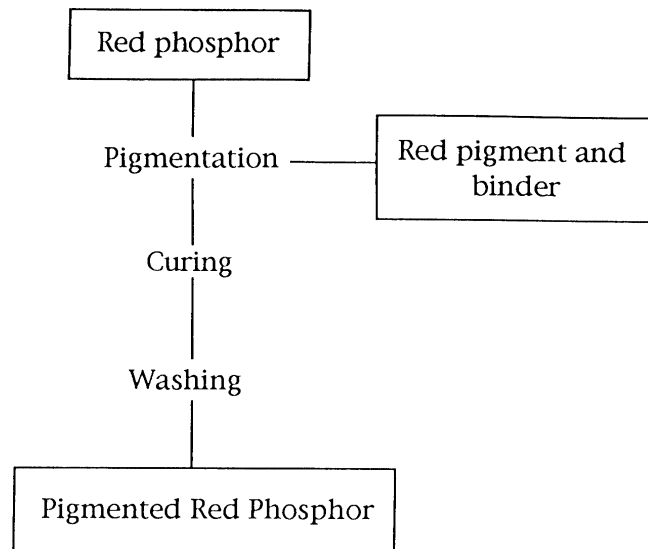 Red phosphor
Pigmentation
Red pigment and
binder
Curing
Washing
Pigmented Red Phosphor